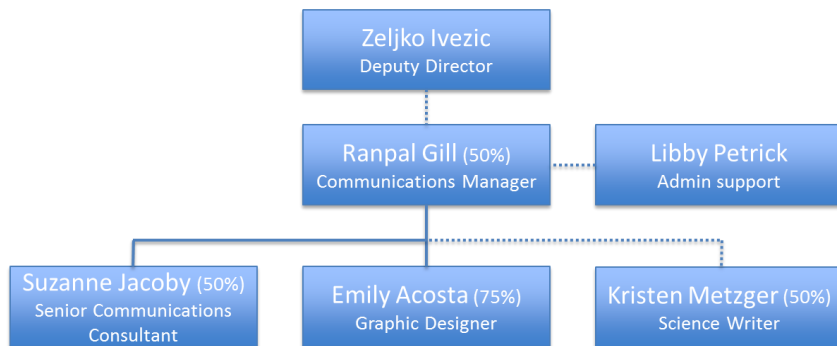 Zeljko Ivezic
Deputy Director
Ranpal Gill (50%)
Communications Manager
Libby Petrick
Admin support
Suzanne Jacoby (50%)
Senior Communications
Consultant
Emily Acosta (75%)
Graphic Designer
Kristen Metzger (50%)
Science Writer